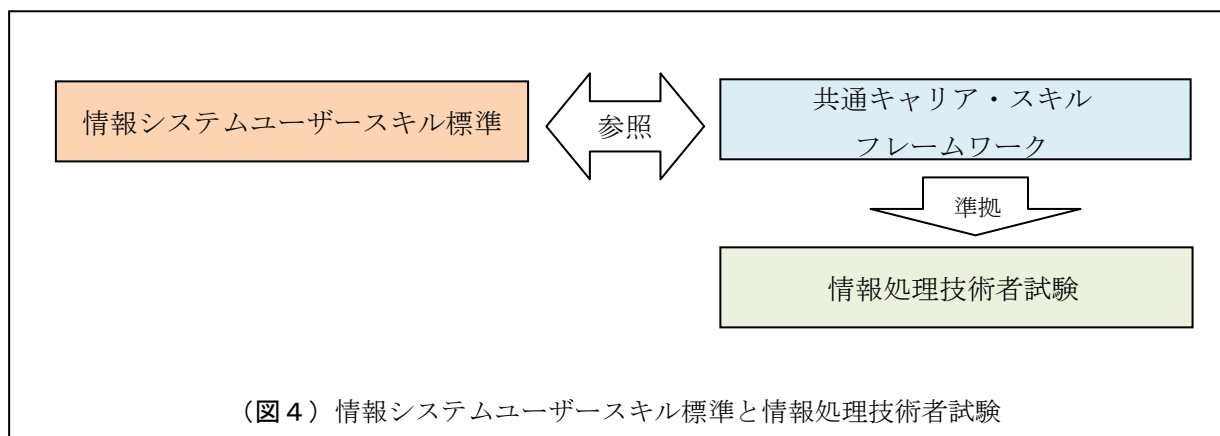 情報システムユーザースキル標準
参照
共通キャリア・スキル
フレームワーク
準拠
情報処理技術者試験
（図４）情報システムユーザースキル標準と情報処理技術者試験